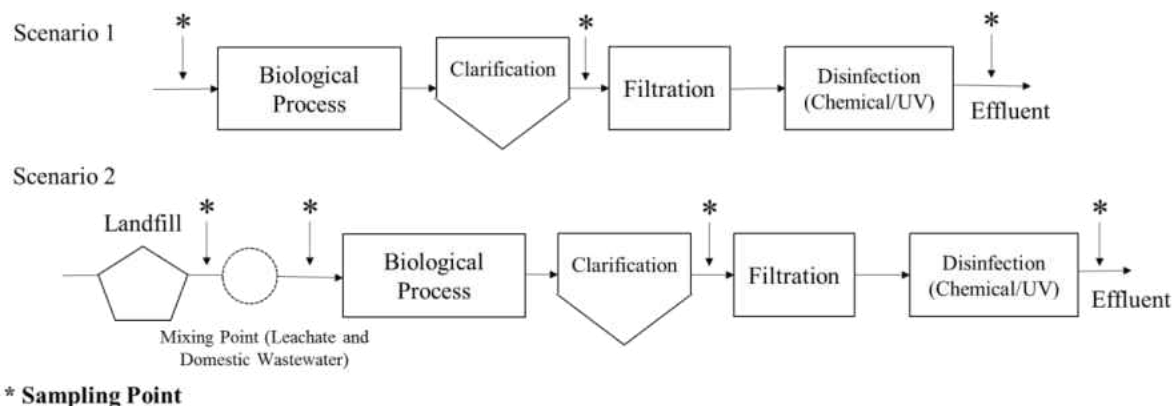 Scenario 1
* * *
Biological
Process
Clarification
Filtration
Disinfection
(Chemical/UV)
Effluent
Scenario 2
* * * *
Landfill
Mixing Point (Leachate and
Domestic Wastewater)
Biological
Process
Clarification
Filtration
Disinfection
(Chemical/UV)
Effluent
* Sampling Point